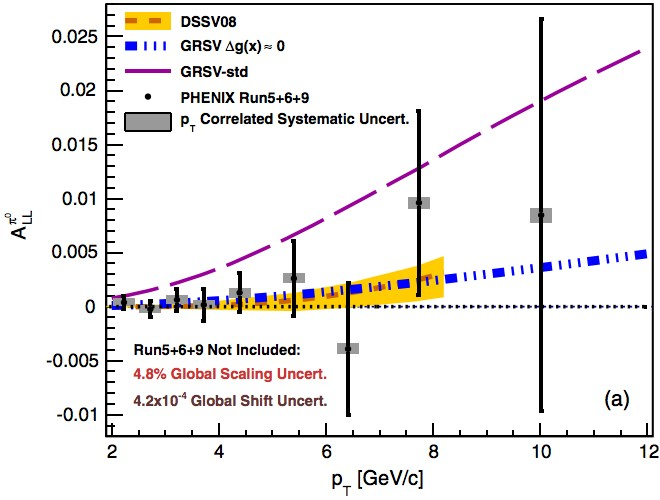 DSSV08
GRSV Δg(x) ≈ 0
GRSV-std
PHENIX Run5+6+9
pT Correlated Systematic Uncert.
0.025
0.02
0.015
0.01
0.005
0
-0.005
-0.01
A_LL^π⁰
Run5+6+9 Not Included:
4.8% Global Scaling Uncert.
4.2x10⁻⁴ Global Shift Uncert.
(a)
2 4 6 8 10 12
pT [GeV/c]